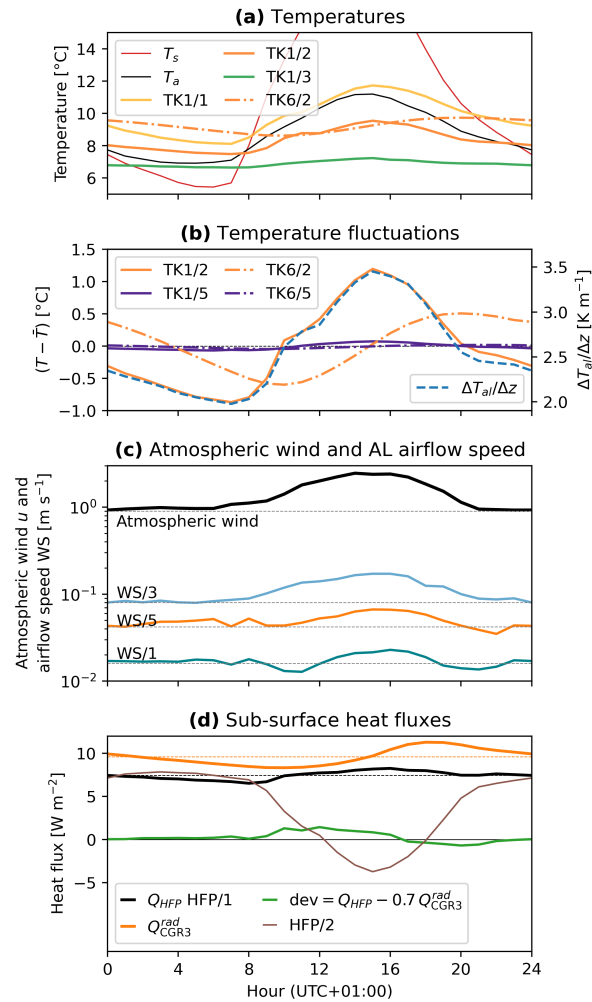 (a) Temperatures
Temperature [°C]
14
12
10
8
6
T_s
T_a
TK1/1
TK1/2
TK1/3
TK6/2
(b) Temperature fluctuations
(T − T̄) [°C]
1.5
1.0
0.5
0.0
−0.5
−1.0
TK1/2
TK1/5
TK6/2
TK6/5
ΔT_al/Δz
3.5
3.0
2.5
2.0
ΔT_al/Δz [K m⁻¹]
(c) Atmospheric wind and AL airflow speed
Atmospheric wind u and
airflow speed WS [m s⁻¹]
10⁰
10⁻¹
10⁻²
Atmospheric wind
WS/3
WS/5
WS/1
(d) Sub-surface heat fluxes
Heat flux [W m⁻²]
10
5
0
−5
Q_HFP HFP/1
Q^rad_CGR3
dev = Q_HFP − 0.7 Q^rad_CGR3
HFP/2
0 4 8 12 16 20 24
Hour (UTC+01:00)